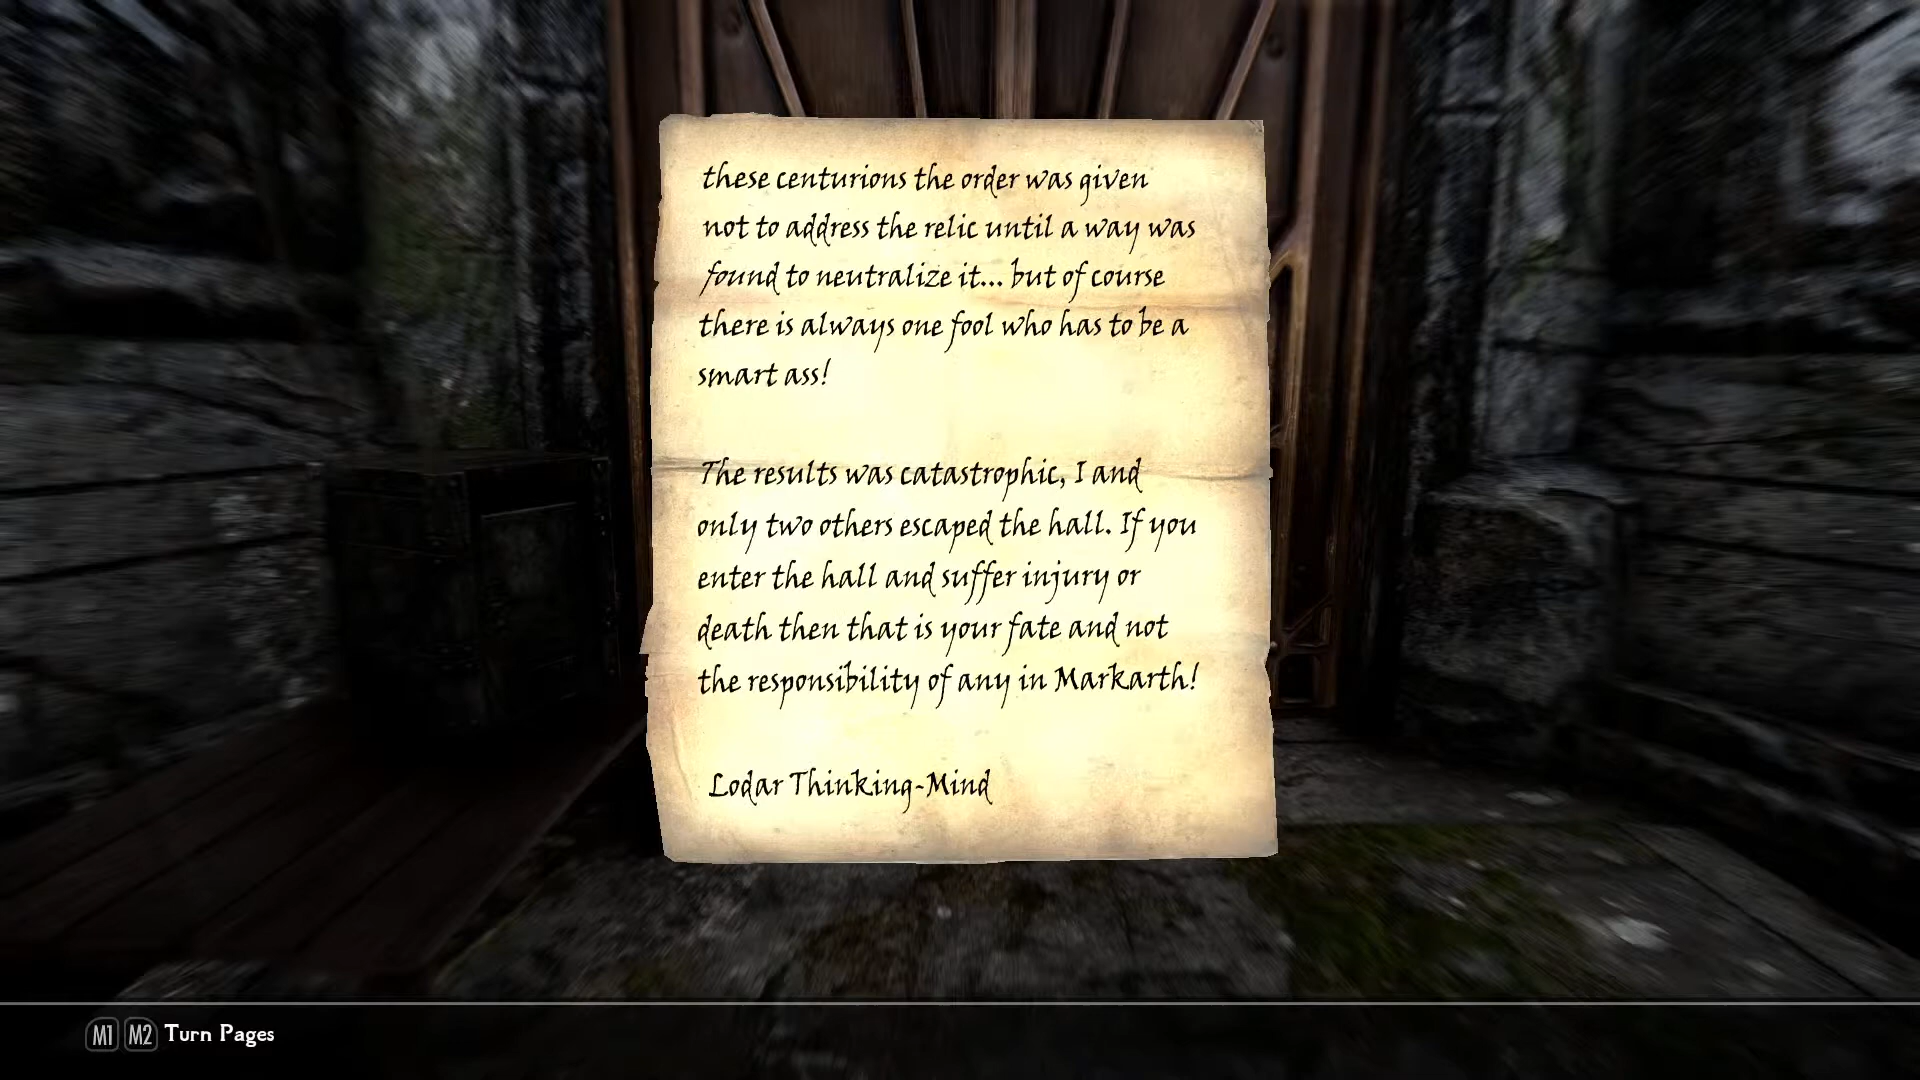 these centurions the order was given
not to address the relic until a way was
found to neutralize it... but of course
there is always one fool who has to be a
smart ass!
The results was catastrophic, I and
only two others escaped the hall. If you
enter the hall and suffer injury or
death then that is your fate and not
the responsibility of any in Markarth!
Lodar Thinking-Mind
M1 M2 Turn Pages